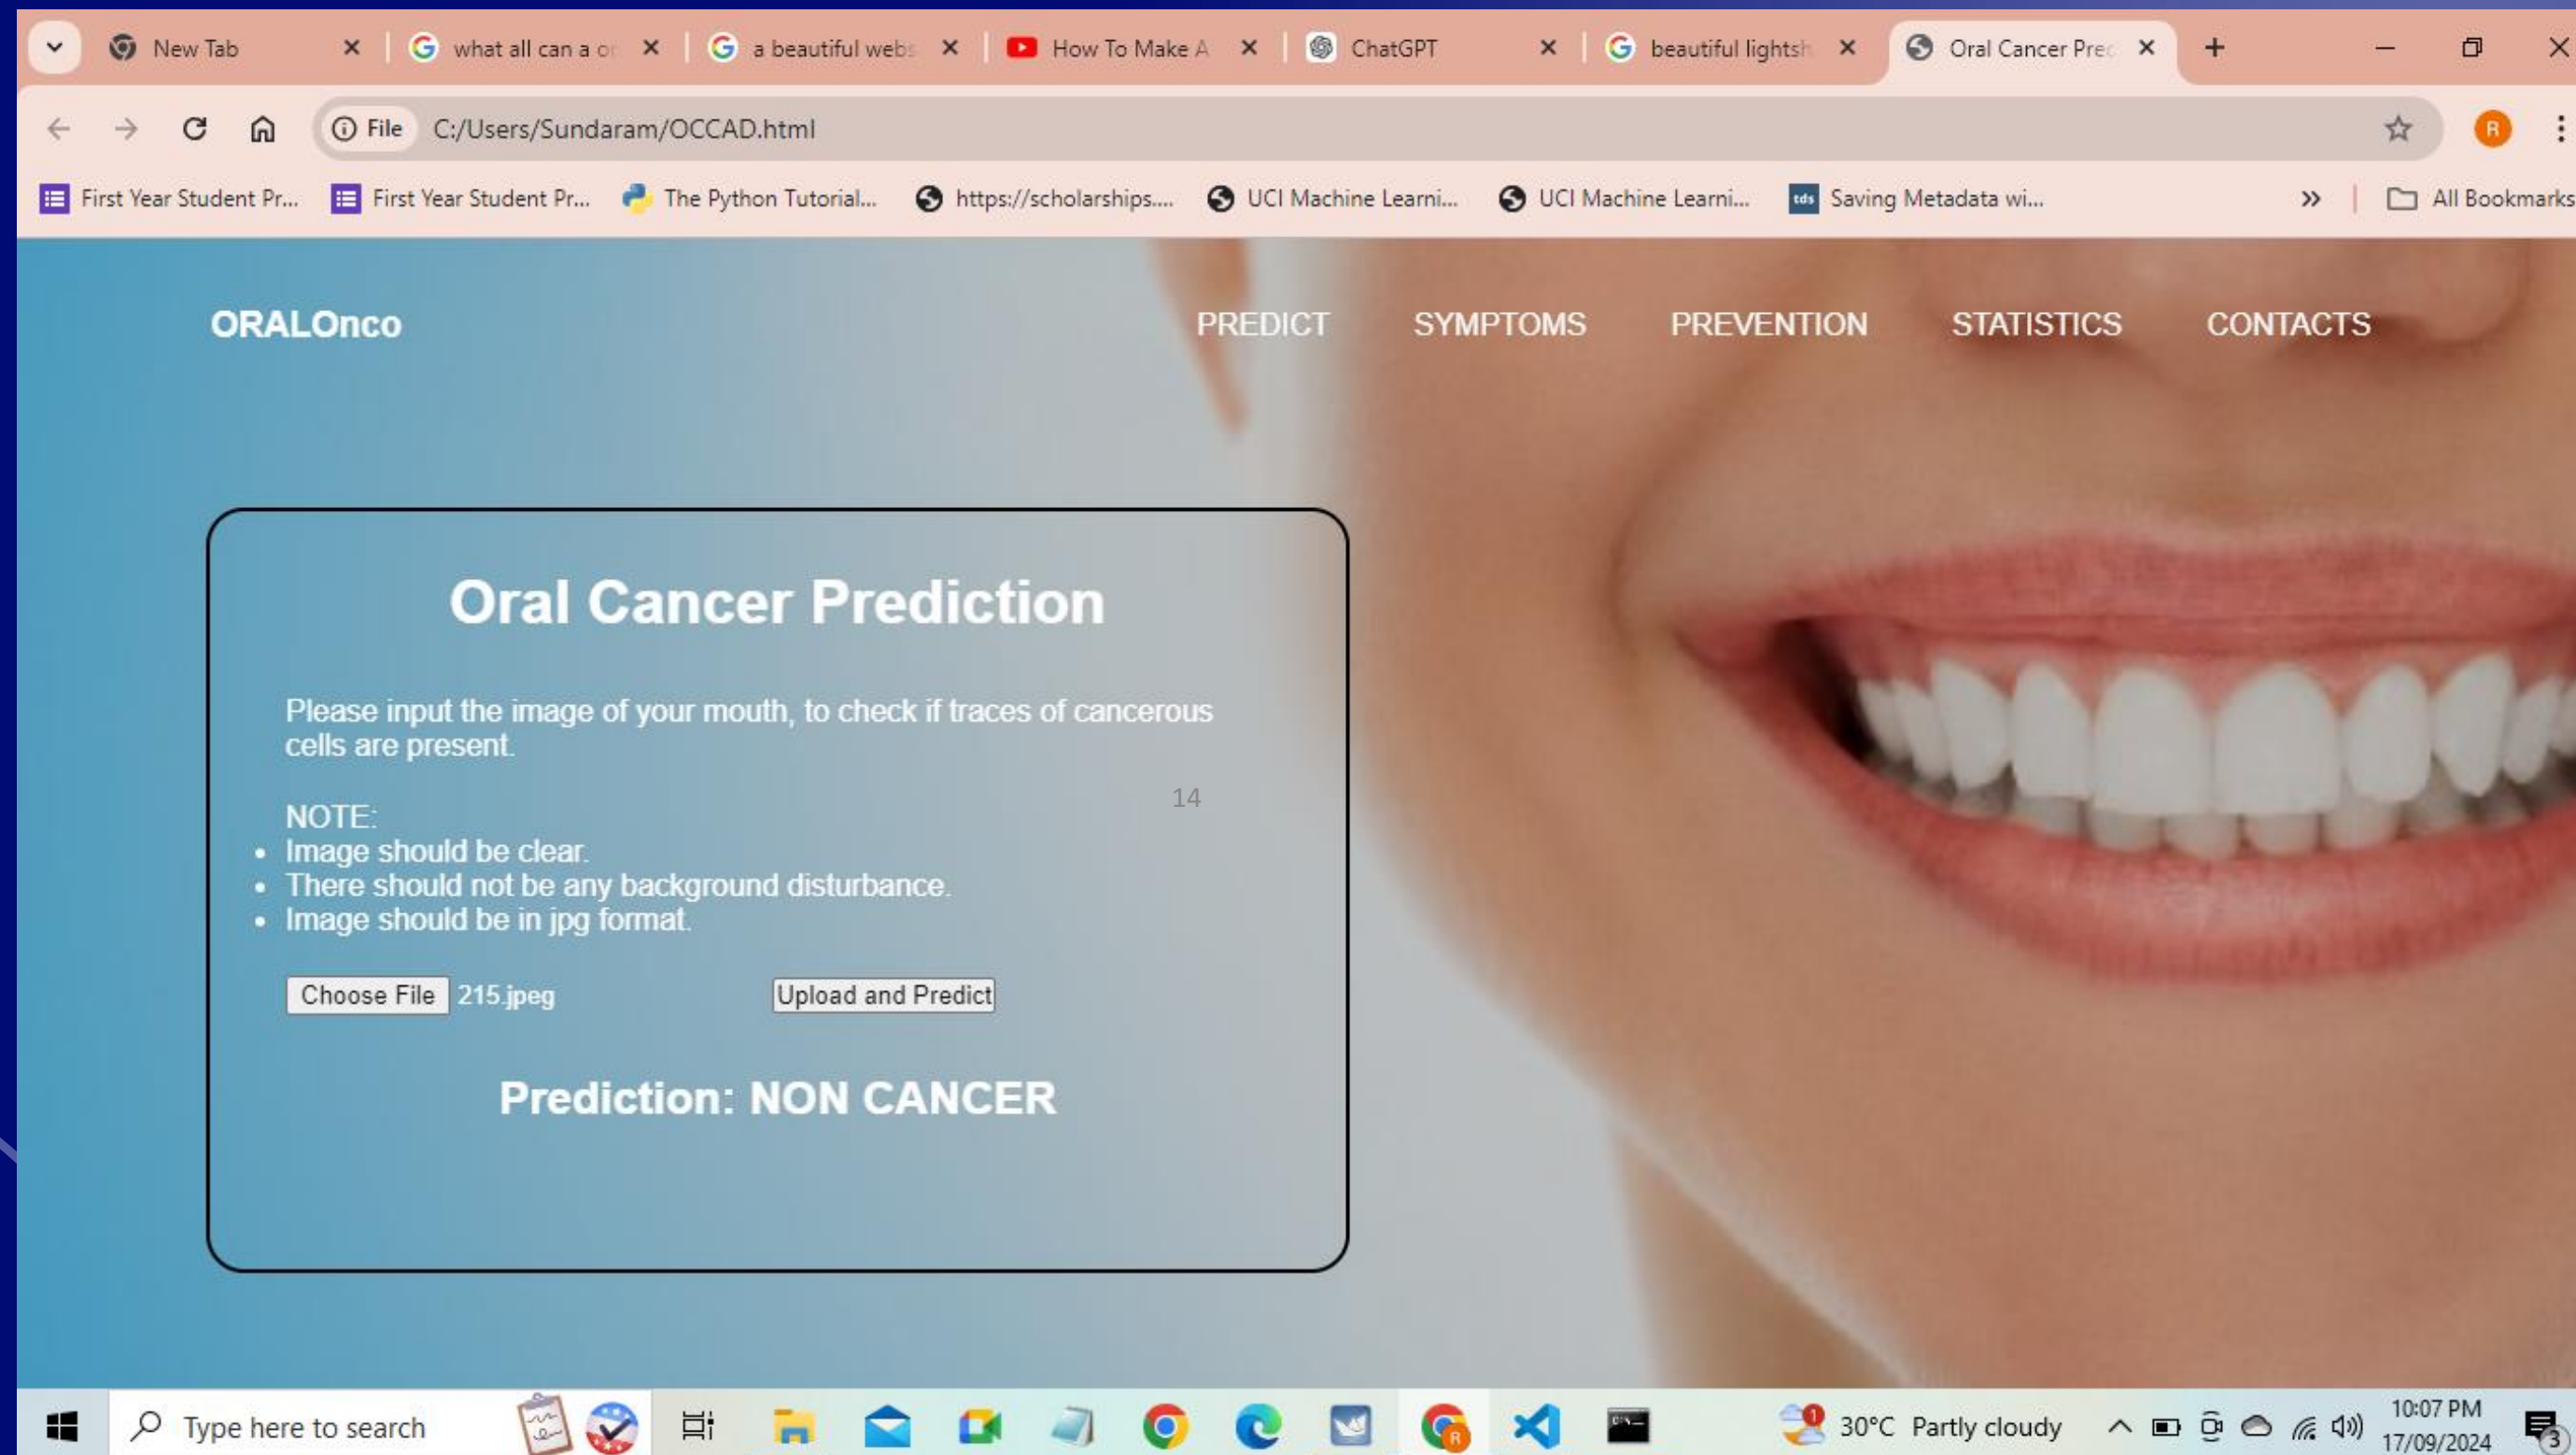 New Tab
what all can a or
a beautiful webs
How To Make A
ChatGPT
beautiful lightsh
Oral Cancer Prec
File C:/Users/Sundaram/OCCAD.html
R
First Year Student Pr...
First Year Student Pr...
The Python Tutorial...
https://scholarships....
UCI Machine Learni...
UCI Machine Learni...
tds Saving Metadata wi...
All Bookmarks
ORALOnco
PREDICT SYMPTOMS PREVENTION STATISTICS CONTACTS
Oral Cancer Prediction
Please input the image of your mouth, to check if traces of cancerous
cells are present.
14
NOTE:
• Image should be clear.
• There should not be any background disturbance.
• Image should be in jpg format.
Choose File 215.jpeg Upload and Predict
Prediction: NON CANCER
Type here to search
1
30°C Partly cloudy
10:07 PM
17/09/2024
3